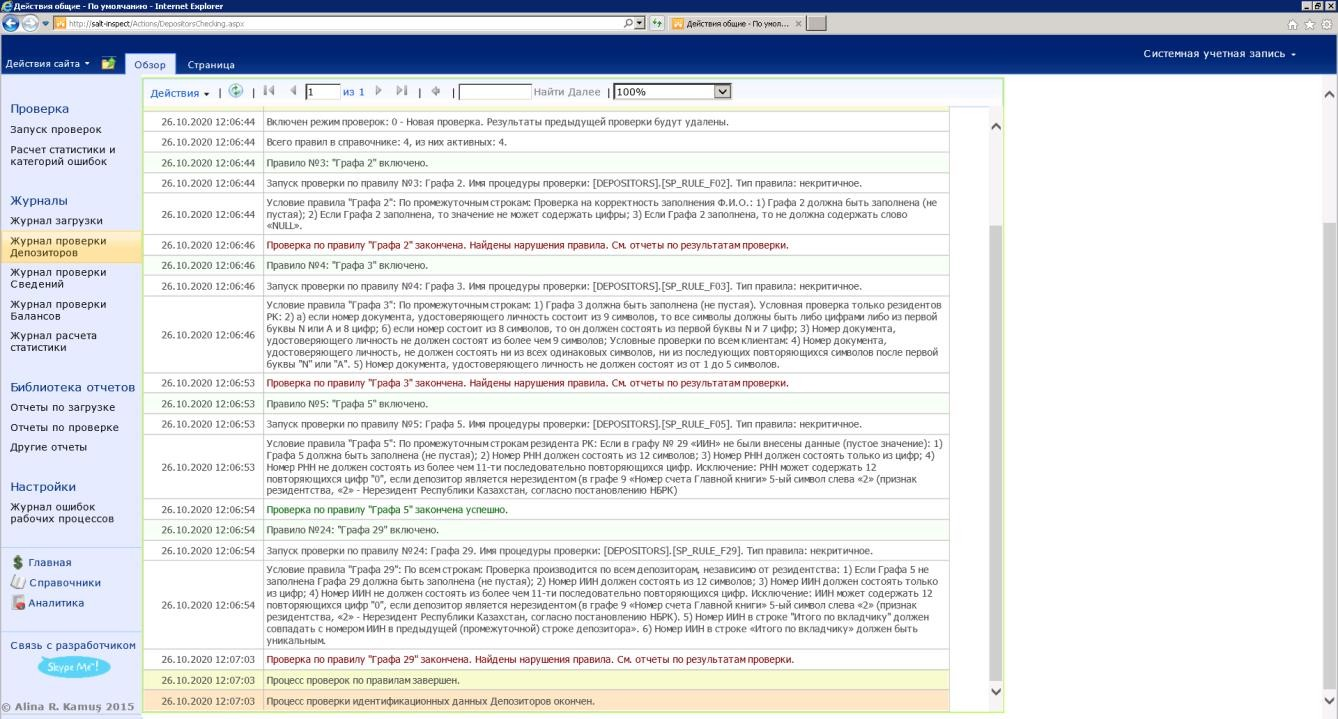 Действия общие - По умолчанию - Internet Explorer
http://salt-inspect/Actions/DepositorsChecking.aspx
Действия общие - По умол...
Действия сайта
Обзор
Страница
Системная учетная запись
Действия
1
из 1
Найти Далее
100%
Проверка
Запуск проверок
Расчет статистики и
категорий ошибок
Журналы
Журнал загрузки
Журнал проверки
Депозиторов
Журнал проверки
Сведений
Журнал проверки
Балансов
Журнал расчета
статистики
Библиотека отчетов
Отчеты по загрузке
Отчеты по проверке
Другие отчеты
Настройки
Журнал ошибок
рабочих процессов
Главная
Справочники
Аналитика
Связь с разработчиком
Skype Me™!
© Alina R. Kamuş 2015
26.10.2020 12:06:44 Включен режим проверок: 0 - Новая проверка. Результаты предыдущей проверки будут удалены.
26.10.2020 12:06:44 Всего правил в справочнике: 4, из них активных: 4.
26.10.2020 12:06:44 Правило №3: "Графа 2" включено.
26.10.2020 12:06:44 Запуск проверки по правилу №3: Графа 2. Имя процедуры проверки: [DEPOSITORS].[SP_RULE_F02]. Тип правила: некритичное.
26.10.2020 12:06:44 Условие правила "Графа 2": По промежуточным строкам: Проверка на корректность заполнения Ф.И.О.: 1) Графа 2 должна быть заполнена (не
пустая); 2) Если Графа 2 заполнена, то значение не может содержать цифры; 3) Если Графа 2 заполнена, то не должна содержать слово
«NULL».
26.10.2020 12:06:46 Проверка по правилу "Графа 2" закончена. Найдены нарушения правила. См. отчеты по результатам проверки.
26.10.2020 12:06:46 Правило №4: "Графа 3" включено.
26.10.2020 12:06:46 Запуск проверки по правилу №4: Графа 3. Имя процедуры проверки: [DEPOSITORS].[SP_RULE_F03]. Тип правила: некритичное.
26.10.2020 12:06:46 Условие правила "Графа 3": По промежуточным строкам: 1) Графа 3 должна быть заполнена (не пустая). Условная проверка только резидентов
РК: 2) а) если номер документа, удостоверяющего личность состоит из 9 символов, то все символы должны быть либо цифрами либо из первой
буквы N или А и 8 цифр; б) если номер состоит из 8 символов, то он должен состоять из первой буквы N и 7 цифр; 3) Номер документа,
удостоверяющего личность не должен состоят из более чем 9 символов; Условные проверки по всем клиентам: 4) Номер документа,
удостоверяющего личность, не должен состоять ни из всех одинаковых символов, ни из последующих повторяющихся символов после первой
буквы "N" или "А". 5) Номер документа, удостоверяющего личность не должен состоят из от 1 до 5 символов.
26.10.2020 12:06:53 Проверка по правилу "Графа 3" закончена. Найдены нарушения правила. См. отчеты по результатам проверки.
26.10.2020 12:06:53 Правило №5: "Графа 5" включено.
26.10.2020 12:06:53 Запуск проверки по правилу №5: Графа 5. Имя процедуры проверки: [DEPOSITORS].[SP_RULE_F05]. Тип правила: некритичное.
26.10.2020 12:06:53 Условие правила "Графа 5": По промежуточным строкам резидента РК: Если в графу № 29 «ИИН» не были внесены данные (пустое значение): 1)
Графа 5 должна быть заполнена (не пустая); 2) Номер РНН должен состоять из 12 символов; 3) Номер РНН должен состоять только из цифр; 4)
Номер РНН не должен состоять из более чем 11-ти последовательно повторяющихся цифр. Исключение: РНН может содержать 12
повторяющихся цифр "0", если депозитор является нерезидентом (в графе 9 «Номер счета Главной книги» 5-ый символ слева «2» (признак
резидентства, «2» - Нерезидент Республики Казахстан, согласно постановлению НБРК)
26.10.2020 12:06:54 Проверка по правилу "Графа 5" закончена успешно.
26.10.2020 12:06:54 Правило №24: "Графа 29" включено.
26.10.2020 12:06:54 Запуск проверки по правилу №24: Графа 29. Имя процедуры проверки: [DEPOSITORS].[SP_RULE_F29]. Тип правила: некритичное.
26.10.2020 12:06:54 Условие правила "Графа 29": По всем строкам: Проверка производится по всем депозиторам, независимо от резидентства: 1) Если Графа 5 не
заполнена Графа 29 должна быть заполнена (не пустая); 2) Номер ИИН должен состоять из 12 символов; 3) Номер ИИН должен состоять только
из цифр; 4) Номер ИИН не должен состоять из более чем 11-ти последовательно повторяющихся цифр. Исключение: ИИН может содержать 12
повторяющихся цифр "0", если депозитор является нерезидентом (в графе 9 «Номер счета Главной книги» 5-ый символ слева «2» (признак
резидентства, «2» - Нерезидент Республики Казахстан, согласно постановлению НБРК). 5) Номер ИИН в строке "Итого по вкладчику" должен
совпадать с номером ИИН в предыдущей (промежуточной) строке депозитора». 6) Номер ИИН в строке «Итого по вкладчику» должен быть
уникальным.
26.10.2020 12:07:03 Проверка по правилу "Графа 29" закончена. Найдены нарушения правила. См. отчеты по результатам проверки.
26.10.2020 12:07:03 Процесс проверок по правилам завершен.
26.10.2020 12:07:03 Процесс проверки идентификационных данных Депозиторов окончен.